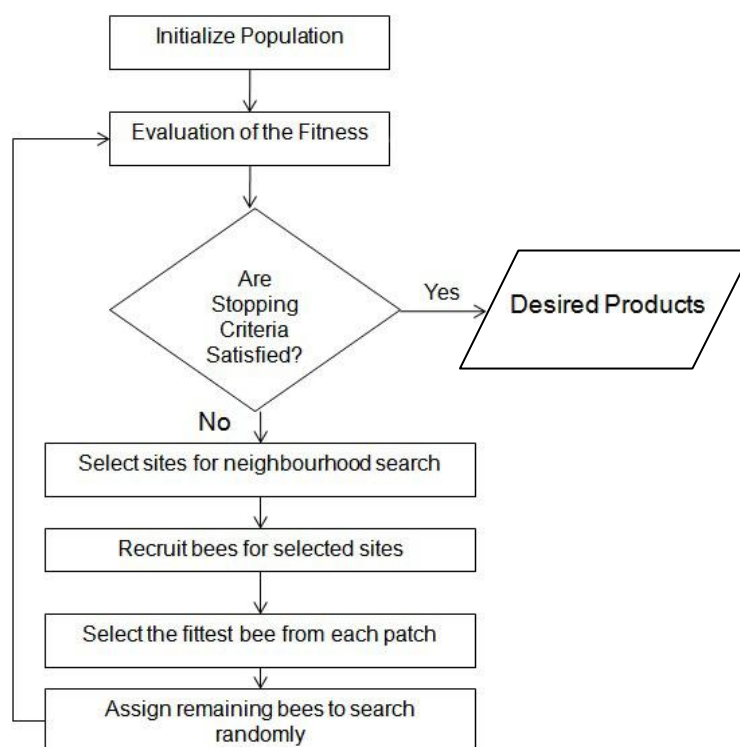 Initialize Population
Evaluation of the Fitness
Are
Stopping
Criteria
Satisfied?
Yes
Desired Products
No
Select sites for neighbourhood search
Recruit bees for selected sites
Select the fittest bee from each patch
Assign remaining bees to search
randomly